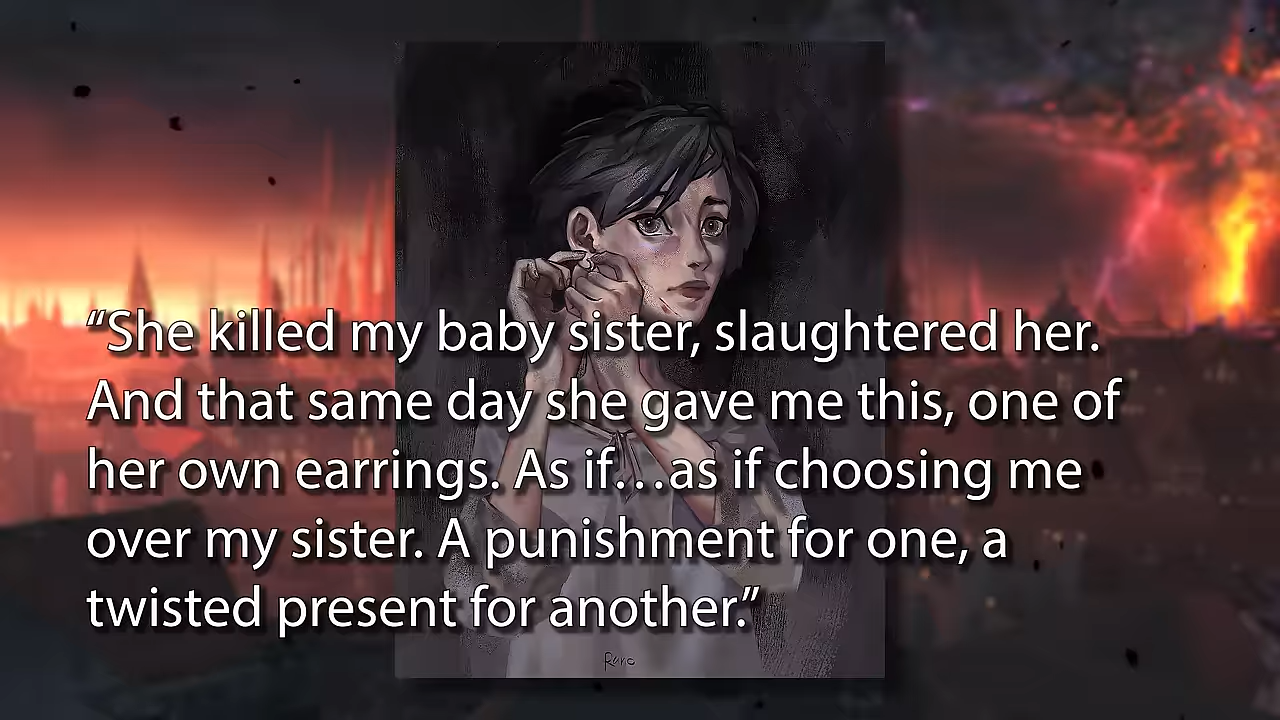 “She killed my baby sister, slaughtered her.
And that same day she gave me this, one of
her own earrings. As if…as if choosing me
over my sister. A punishment for one, a
twisted present for another.”